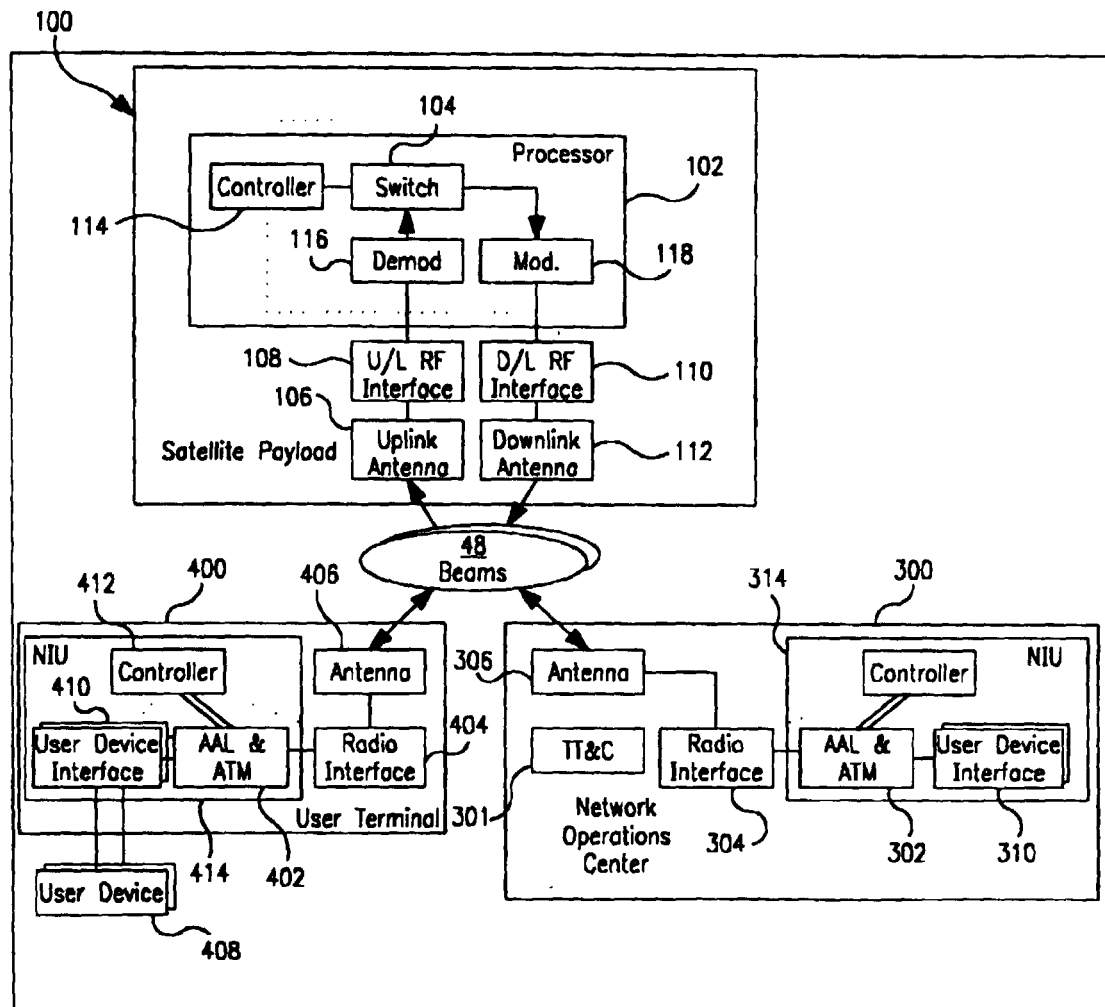 100
104
Processor
102
Controller
Switch
114
116
Demod
Mod.
118
108
U/L RF
Interface
D/L RF
Interface
110
106
Satellite Payload
Uplink
Antenna
Downlink
Antenna
112
48
Beams
412
400
406
314
300
NIU
Controller
Antenna
306
Antenna
Controller
NIU
410
User Device
Interface
AAL &
ATM
Radio
Interface
404
TT&C
Radio
Interface
AAL &
ATM
User Device
Interface
User Terminal
301
Network
Operations
Center
304
302
310
414
402
User Device
408